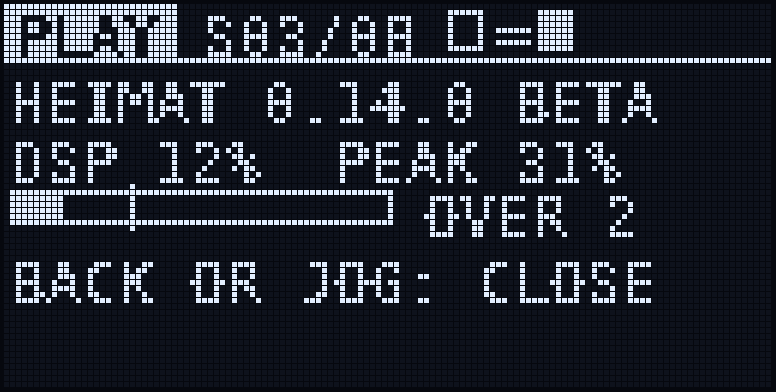 PLAY S03/08 □=■
HEIMAT 0.14.0 BETA
DSP 12% PEAK 31%
OVER 2
BACK OR JOG: CLOSE